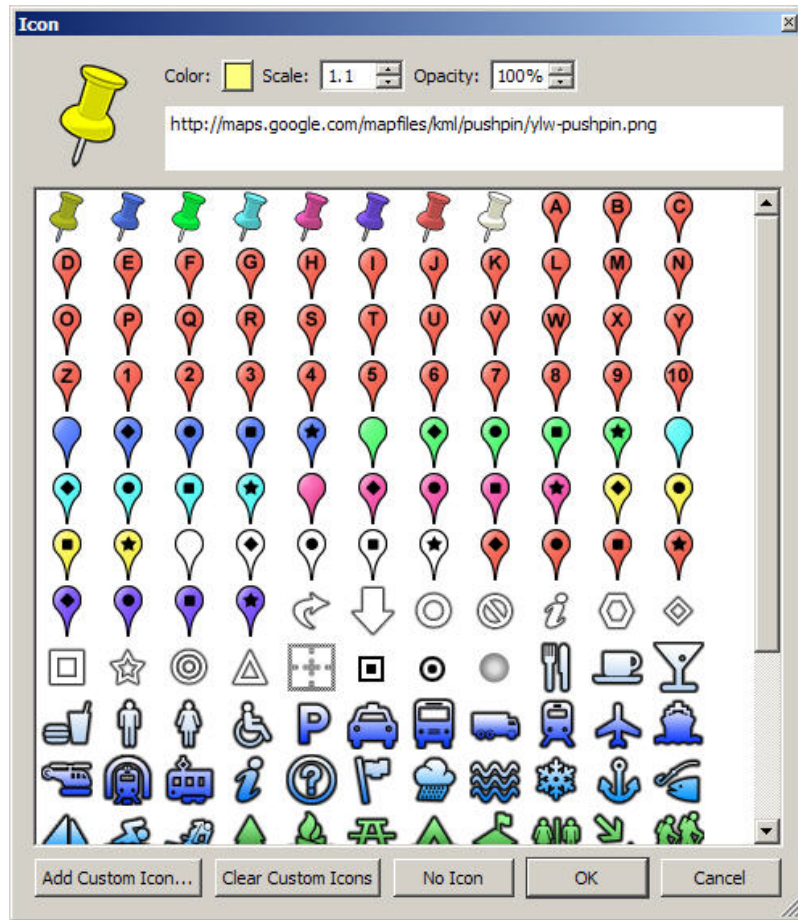 Icon
Color: Scale: 1.1 Opacity: 100%
http://maps.google.com/mapfiles/kml/pushpin/ylw-pushpin.png
A B C
D E F G H I J K L M N
O P Q R S T U V W X Y
Z 1 2 3 4 5 6 7 8 9 10
i
P
i ?
Add Custom Icon... Clear Custom Icons No Icon OK Cancel